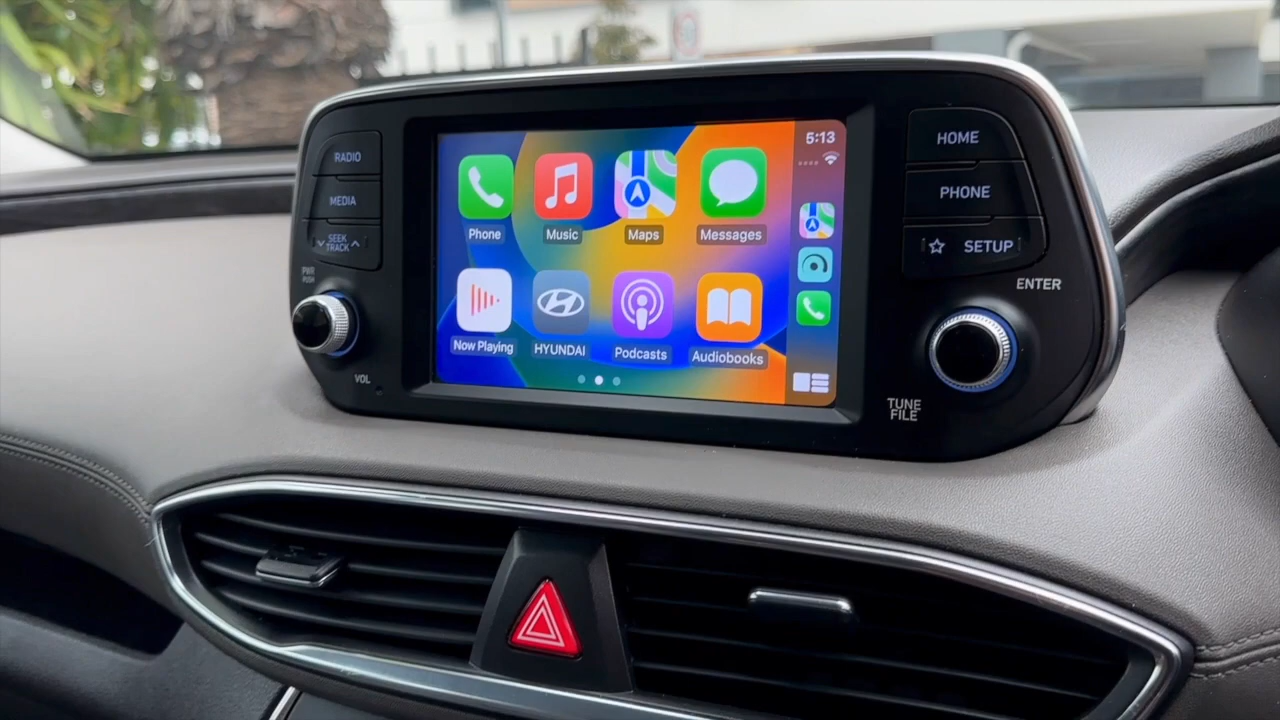 RADIO
MEDIA
SEEK
TRACK
PWR
PUSH
VOL
5:13
Phone
Music
Maps
Messages
Now Playing
HYUNDAI
Podcasts
Audiobooks
HOME
PHONE
SETUP
ENTER
TUNE
FILE